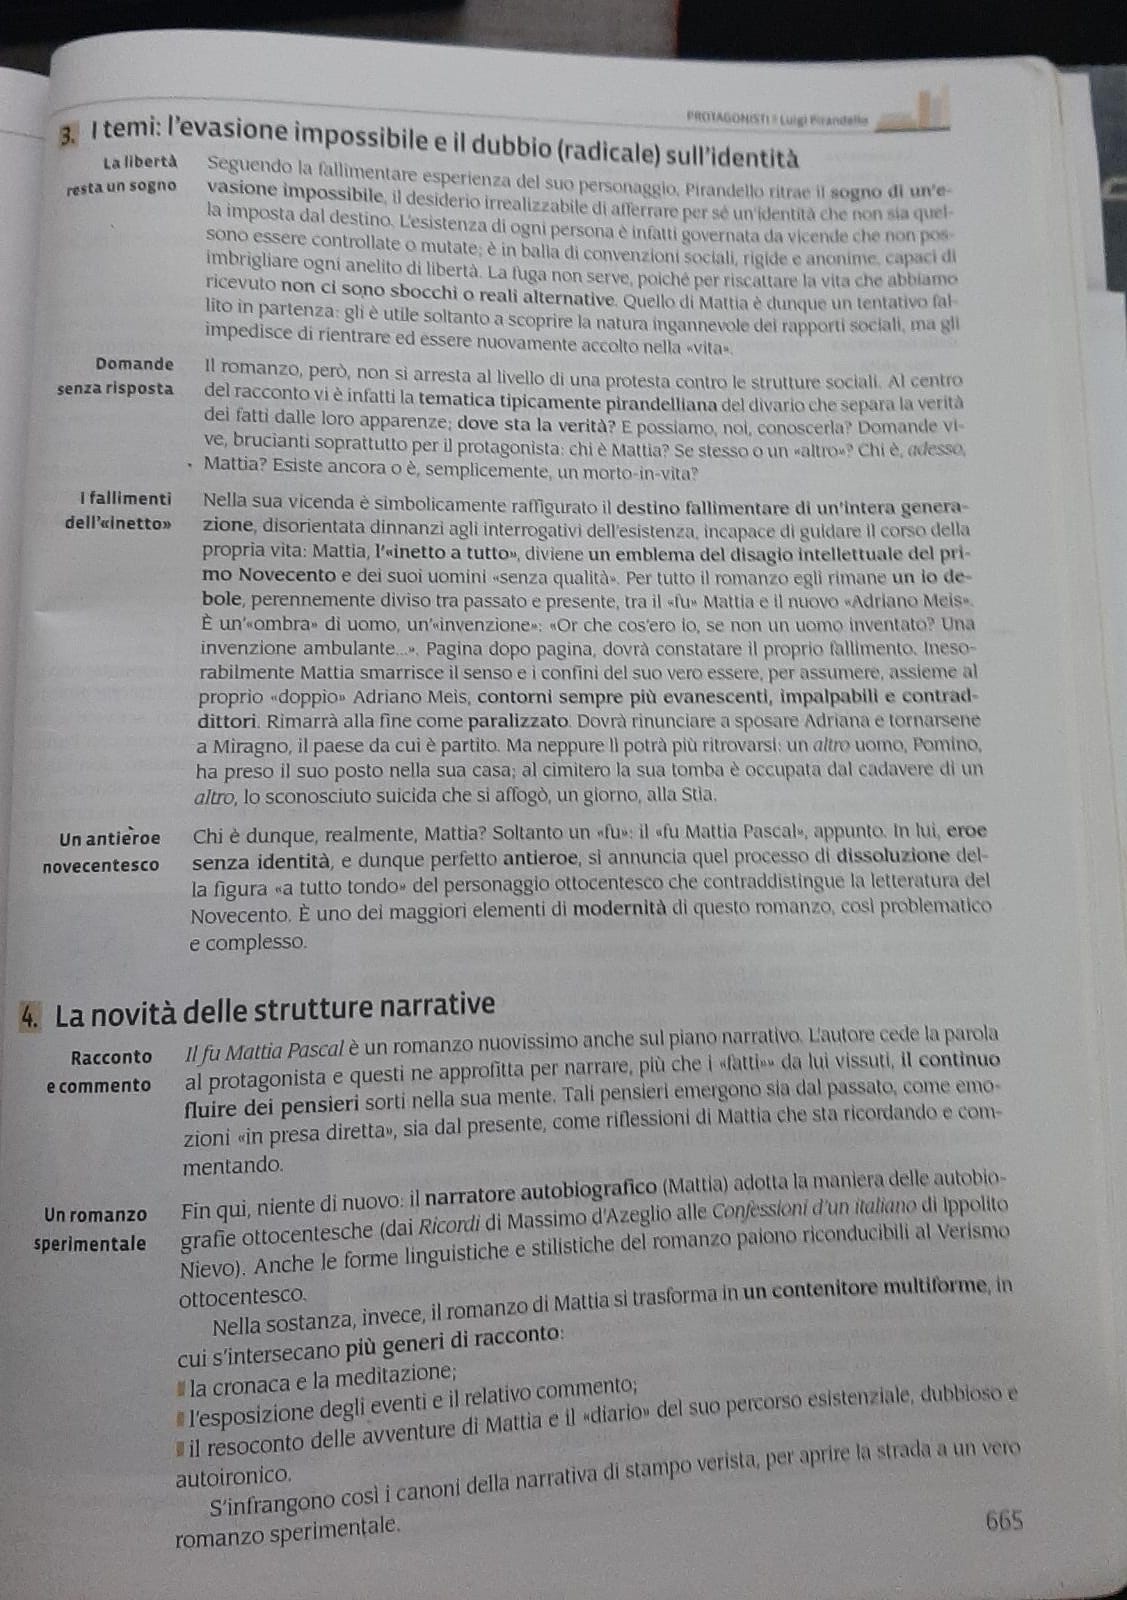 PROTAGONISTI Luigi Pirandello
3. I temi: l'evasione impossibile e il dubbio (radicale) sull'identità
La libertà
resta un sogno
Seguendo la fallimentare esperienza del suo personaggio, Pirandello ritrae il sogno di un'e-
vasione impossibile, il desiderio irrealizzabile di afferrare per sé un'identità che non sia quel-
la imposta dal destino. L'esistenza di ogni persona è infatti governata da vicende che non pos-
sono essere controllate o mutate; è in balìa di convenzioni sociali, rigide e anonime, capaci di
imbrigliare ogni anelito di libertà. La fuga non serve, poiché per riscattare la vita che abbiamo
ricevuto non ci sono sbocchi o reali alternative. Quello di Mattia è dunque un tentativo fal-
lito in partenza: gli è utile soltanto a scoprire la natura ingannevole dei rapporti sociali, ma gli
impedisce di rientrare ed essere nuovamente accolto nella «vita».
Domande
senza risposta
Il romanzo, però, non si arresta al livello di una protesta contro le strutture sociali. Al centro
del racconto vi è infatti la tematica tipicamente pirandelliana del divario che separa la verità
dei fatti dalle loro apparenze; dove sta la verità? E possiamo, noi, conoscerla? Domande vi-
ve, brucianti soprattutto per il protagonista: chi è Mattia? Se stesso o un «altro»? Chi è, adesso,
Mattia? Esiste ancora o è, semplicemente, un morto-in-vita?
I fallimenti
dell'«inetto»
Nella sua vicenda è simbolicamente raffigurato il destino fallimentare di un'intera genera-
zione, disorientata dinnanzi agli interrogativi dell'esistenza, incapace di guidare il corso della
propria vita: Mattia, l'«inetto a tutto», diviene un emblema del disagio intellettuale del pri-
mo Novecento e dei suoi uomini «senza qualità». Per tutto il romanzo egli rimane un io de-
bole, perennemente diviso tra passato e presente, tra il «fu» Mattia e il nuovo «Adriano Meis».
È un'«ombra» di uomo, un'«invenzione»: «Or che cos'ero io, se non un uomo inventato? Una
invenzione ambulante...». Pagina dopo pagina, dovrà constatare il proprio fallimento. Ineso-
rabilmente Mattia smarrisce il senso e i confini del suo vero essere, per assumere, assieme al
proprio «doppio» Adriano Meis, contorni sempre più evanescenti, impalpabili e contrad-
dittori. Rimarrà alla fine come paralizzato. Dovrà rinunciare a sposare Adriana e tornarsene
a Miragno, il paese da cui è partito. Ma neppure lì potrà più ritrovarsi: un altro uomo, Pomino,
ha preso il suo posto nella sua casa; al cimitero la sua tomba è occupata dal cadavere di un
altro, lo sconosciuto suicida che si affogò, un giorno, alla Stìa.
Un antieroe
novecentesco
Chi è dunque, realmente, Mattia? Soltanto un «fu»: il «fu Mattia Pascal», appunto. In lui, eroe
senza identità, e dunque perfetto antieroe, si annuncia quel processo di dissoluzione del-
la figura «a tutto tondo» del personaggio ottocentesco che contraddistingue la letteratura del
Novecento. È uno dei maggiori elementi di modernità di questo romanzo, così problematico
e complesso.
4. La novità delle strutture narrative
Racconto
e commento
Il fu Mattia Pascal è un romanzo nuovissimo anche sul piano narrativo. L'autore cede la parola
al protagonista e questi ne approfitta per narrare, più che i «fatti»» da lui vissuti, il continuo
fluire dei pensieri sorti nella sua mente. Tali pensieri emergono sia dal passato, come emo-
zioni «in presa diretta», sia dal presente, come riflessioni di Mattia che sta ricordando e com-
mentando.
Un romanzo
sperimentale
Fin qui, niente di nuovo: il narratore autobiografico (Mattia) adotta la maniera delle autobio-
grafie ottocentesche (dai Ricordi di Massimo d'Azeglio alle Confessioni d'un italiano di Ippolito
Nievo). Anche le forme linguistiche e stilistiche del romanzo paiono riconducibili al Verismo
ottocentesco.
Nella sostanza, invece, il romanzo di Mattia si trasforma in un contenitore multiforme, in
cui s'intersecano più generi di racconto:
la cronaca e la meditazione;
l'esposizione degli eventi e il relativo commento;
il resoconto delle avventure di Mattia e il «diario» del suo percorso esistenziale, dubbioso e
autoironico.
S'infrangono così i canoni della narrativa di stampo verista, per aprire la strada a un vero
romanzo sperimentale.
665